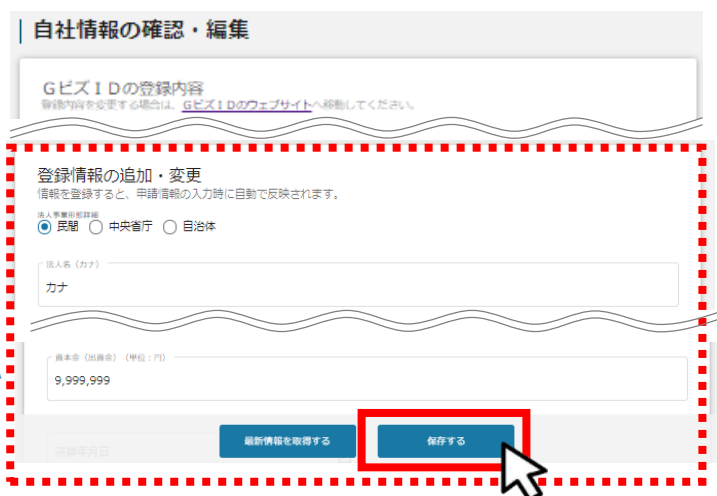 自社情報の確認・編集
GビズIDの登録内容
登録内容を変更する場合は、GビズIDのウェブサイトへ移動してください。
登録情報の追加・変更
情報を登録すると、申請情報の入力時に自動で反映されます。
法人事業形態詳細
民間 中央省庁 自治体
法人名（カナ）
カナ
資本金（出資金）（単位：円）
9,999,999
最新情報を取得する 保存する